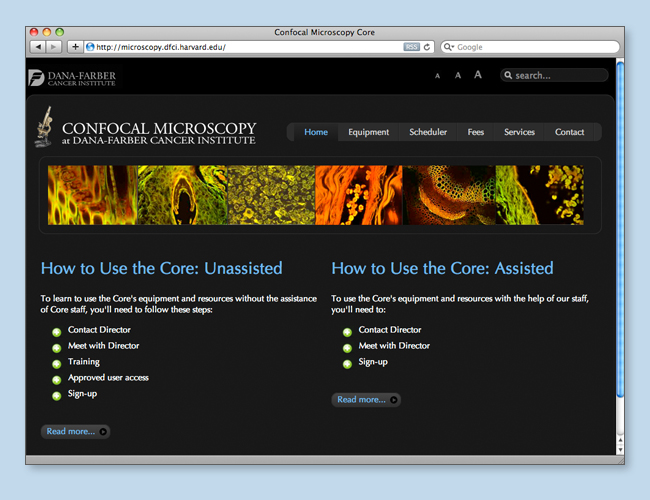 Confocal Microscopy Core
http://microscopy.dfci.harvard.edu/
RSS
Google
DANA-FARBER
CANCER INSTITUTE
A A A
search...
CONFOCAL MICROSCOPY
at DANA-FARBER CANCER INSTITUTE
Home Equipment Scheduler Fees Services Contact
How to Use the Core: Unassisted
To learn to use the Core's equipment and resources without the assistance
of Core staff, you'll need to follow these steps:
Contact Director
Meet with Director
Training
Approved user access
Sign-up
Read more...
How to Use the Core: Assisted
To use the Core's equipment and resources with the help of our staff,
you'll need to:
Contact Director
Meet with Director
Sign-up
Read more...